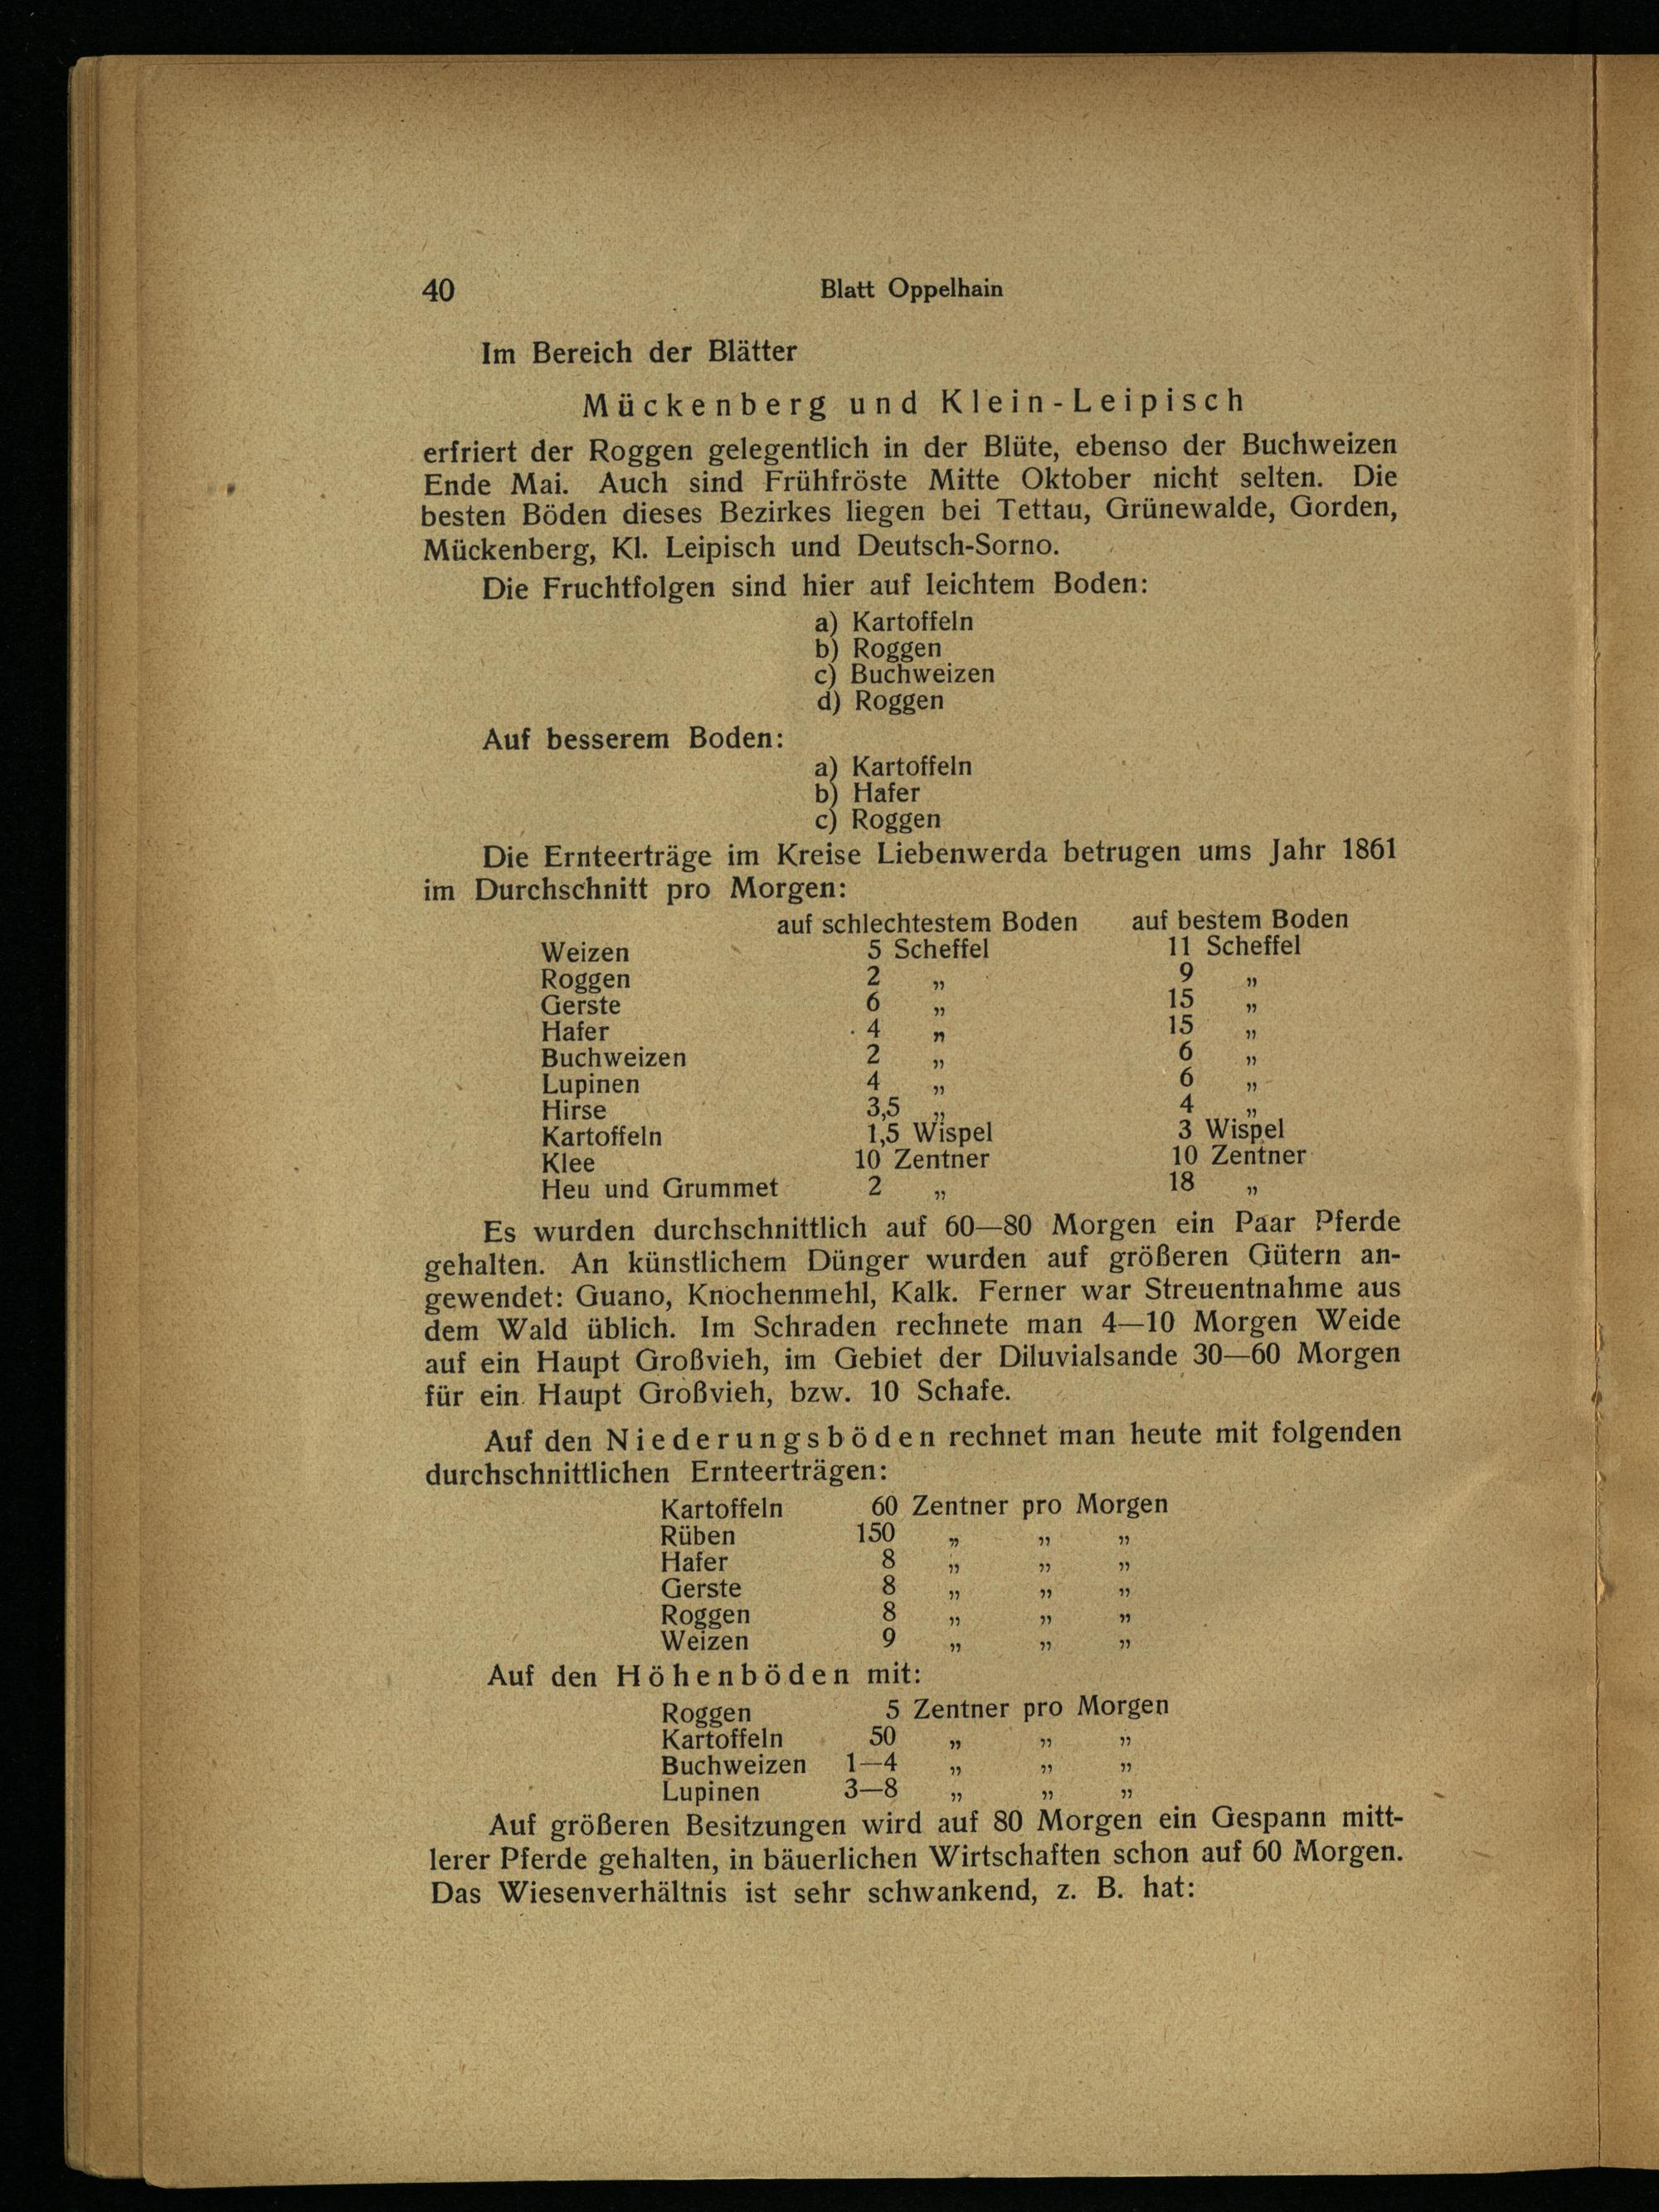 40 Blatt Oppelhain
Im Bereich der Blätter
Mückenberg und Klein-Leipisch
erfriert der Roggen gelegentlich in der Blüte, ebenso der Buchweizen
Ende Mai. Auch sind Frühfröste Mitte Oktober nicht selten. Die
besten Böden dieses Bezirkes liegen bei Tettau, Grünewalde, Gorden,
Mückenberg, Kl. Leipisch und Deutsch-Sorno.
Die Fruchtfolgen sind hier auf leichtem Boden:
a) Kartoffeln
b) Roggen
c) Buchweizen
d) Roggen
Auf besserem Boden:
a) Kartoffeln
b) Hafer
c) Roggen
Die Ernteerträge im Kreise Liebenwerda betrugen ums Jahr 1861
im Durchschnitt pro Morgen:
auf schlechtestem Boden auf bestem Boden
Weizen 5 Scheffel 11 Scheffel
Roggen 2 „ 9 „
Gerste 6 „ 15 „
Hafer 4 „ 15 „
Buchweizen 2 „ 6 „
Lupinen 4 „ 6 „
Hirse 3,5 „ 4 „
Kartoffeln 1,5 Wispel 3 Wispel
Klee 10 Zentner 10 Zentner
Heu und Grummet 2 „ 18 „
Es wurden durchschnittlich auf 60—80 Morgen ein Paar Pferde
gehalten. An künstlichem Dünger wurden auf größeren Gütern an-
gewendet: Guano, Knochenmehl, Kalk. Ferner war Streuentnahme aus
dem Wald üblich. Im Schraden rechnete man 4—10 Morgen Weide
auf ein Haupt Großvieh, im Gebiet der Diluvialsande 30—60 Morgen
für ein Haupt Großvieh, bzw. 10 Schafe.
Auf den Niederungsböden rechnet man heute mit folgenden
durchschnittlichen Ernteerträgen:
Kartoffeln 60 Zentner pro Morgen
Rüben 150 „ „ „
Hafer 8 „ „ „
Gerste 8 „ „ „
Roggen 8 „ „ „
Weizen 9 „ „ „
Auf den Höhenböden mit:
Roggen 5 Zentner pro Morgen
Kartoffeln 50 „ „ „
Buchweizen 1—4 „ „ „
Lupinen 3—8 „ „ „
Auf größeren Besitzungen wird auf 80 Morgen ein Gespann mitt-
lerer Pferde gehalten, in bäuerlichen Wirtschaften schon auf 60 Morgen.
Das Wiesenverhältnis ist sehr schwankend, z. B. hat: